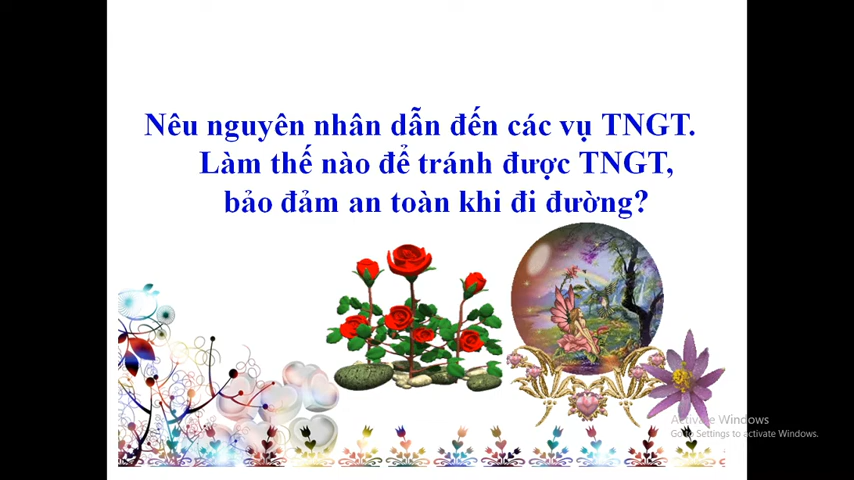 Nêu nguyên nhân dẫn đến các vụ TNGT.
Làm thế nào để tránh được TNGT,
bảo đảm an toàn khi đi đường?
Activate Windows
Go to Settings to activate Windows.